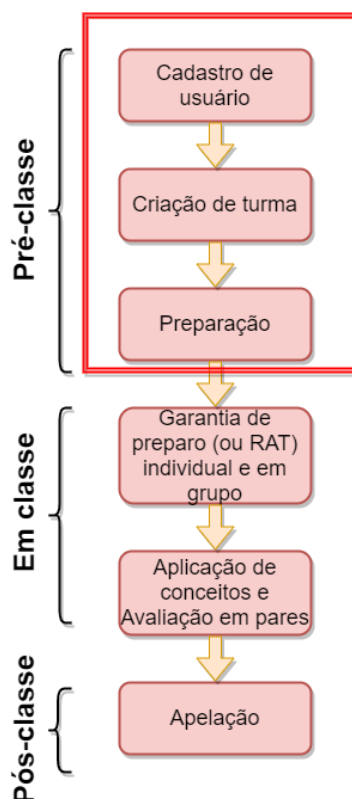 Pré-classe
Cadastro de
usuário
Criação de turma
Preparação
Em classe
Garantia de
preparo (ou RAT)
individual e em
grupo
Aplicação de
conceitos e
Avaliação em pares
Pós-classe
Apelação